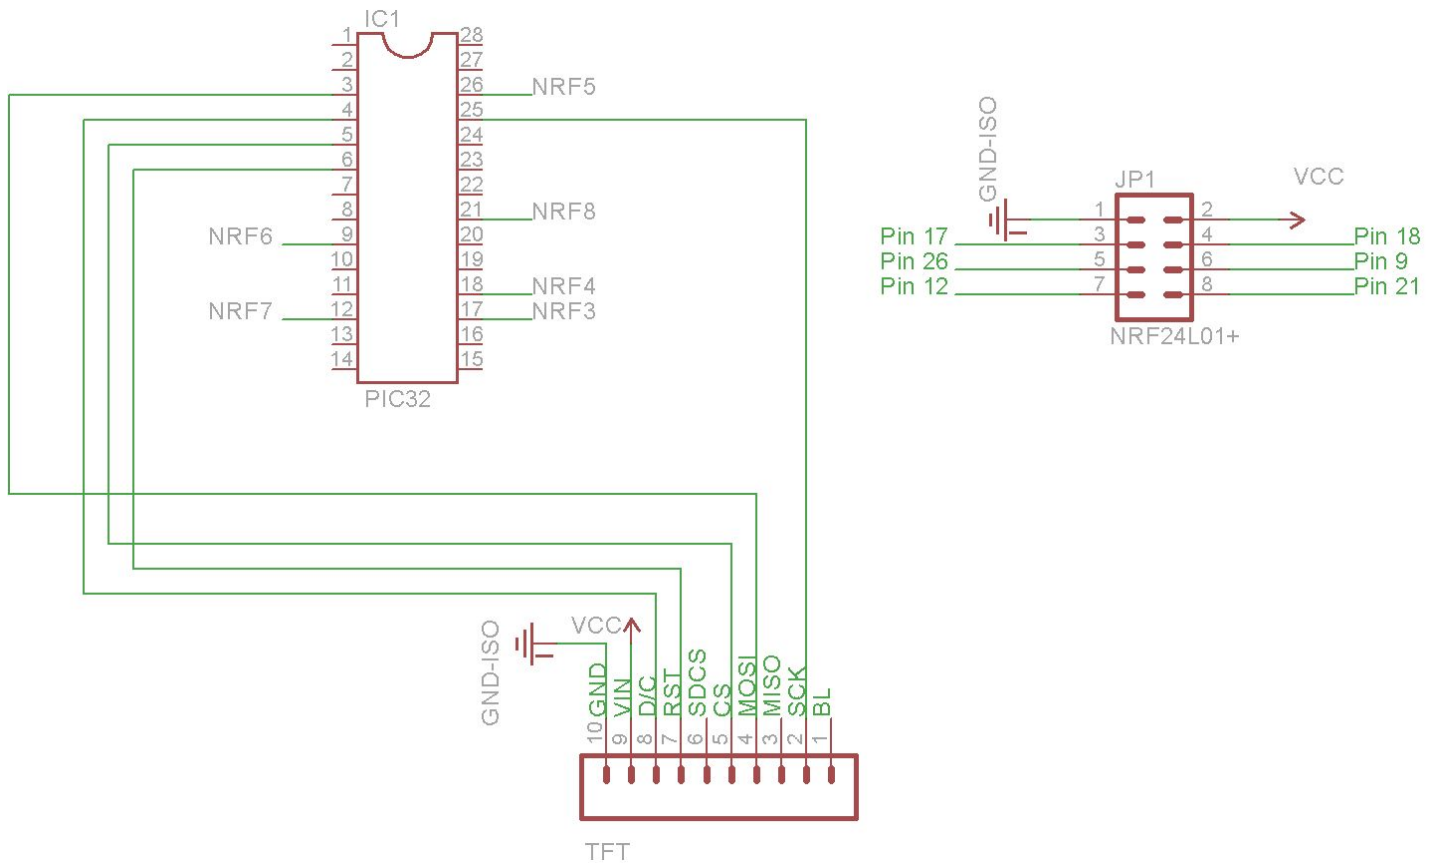 IC1
1 28
2 27
3 26 NRF5
4 25
5 24
6 23
7 22
8 21 NRF8
NRF6 9 20
10 19
11 18 NRF4
NRF7 12 17 NRF3
13 16
14 15
PIC32
GND-ISO
JP1
VCC
1 2
Pin 17 3 4 Pin 18
Pin 26 5 6 Pin 9
Pin 12 7 8 Pin 21
NRF24L01+
GND-ISO
VCC
GND
VIN
D/C
RST
SDCS
CS
MOSI
MISO
SCK
BL
10 9 8 7 6 5 4 3 2 1
TFT